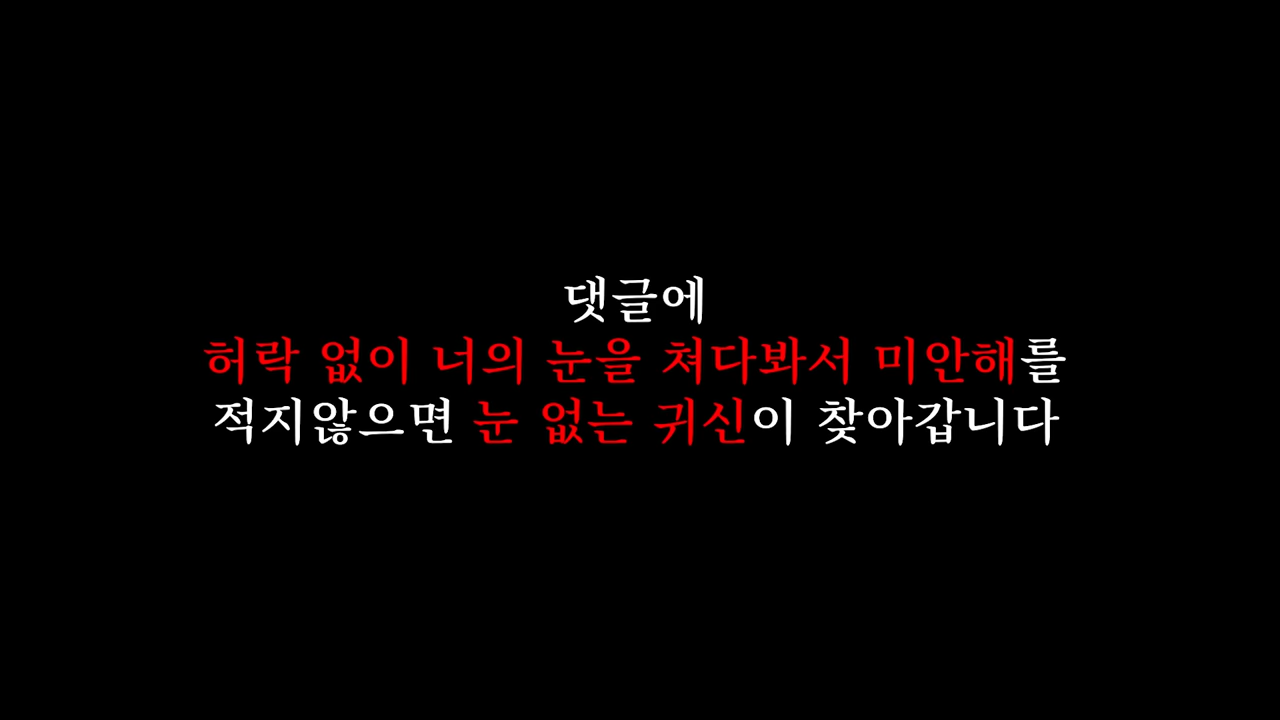 댓글에
허락 없이 너의 눈을 쳐다봐서 미안해를
적지않으면 눈 없는 귀신이 찾아갑니다